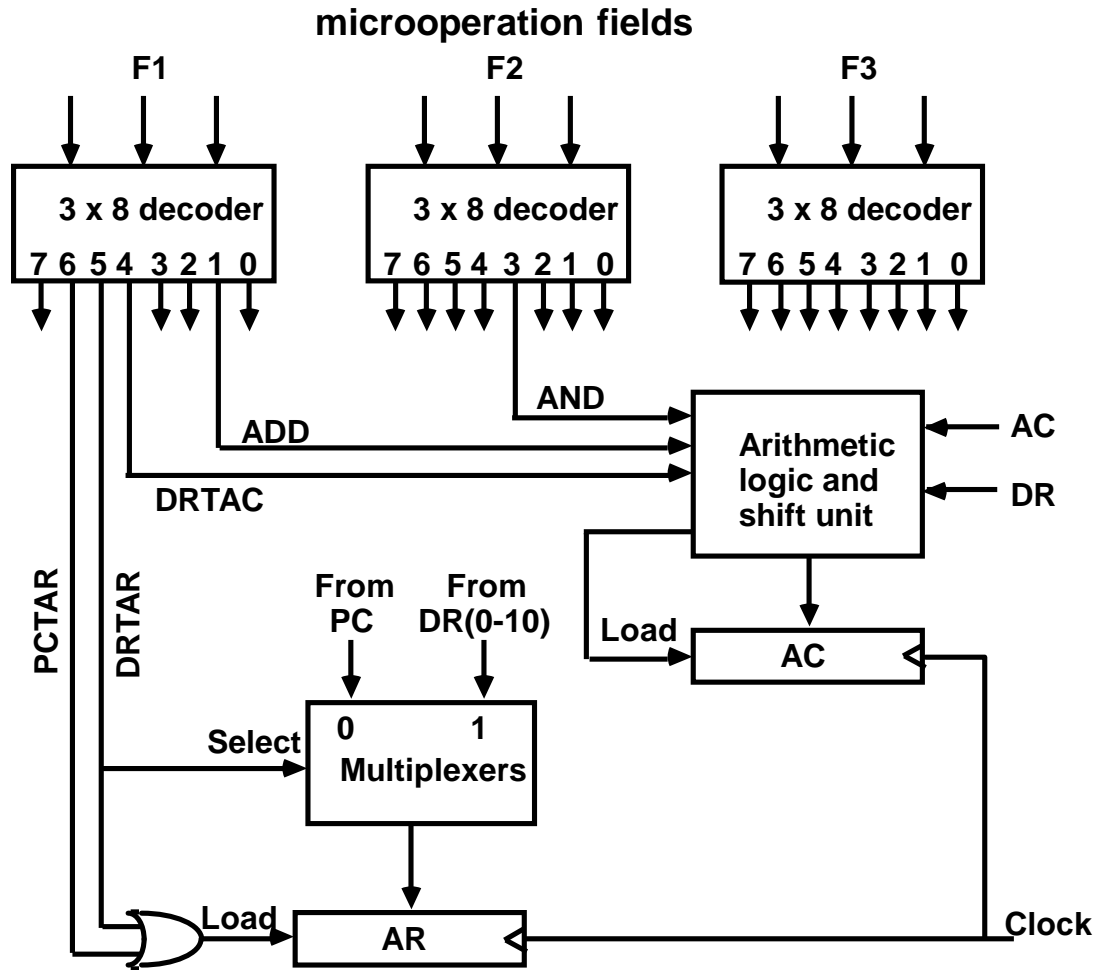 microoperation fields
F1
F2
F3
3 x 8 decoder
7 6 5 4 3 2 1 0
3 x 8 decoder
7 6 5 4 3 2 1 0
3 x 8 decoder
7 6 5 4 3 2 1 0
AND
ADD
DRTAC
Arithmetic
logic and
shift unit
AC
DR
PCTAR
DRTAR
From
PC
From
DR(0-10)
Load
AC
Select
0 1
Multiplexers
Load
AR
Clock